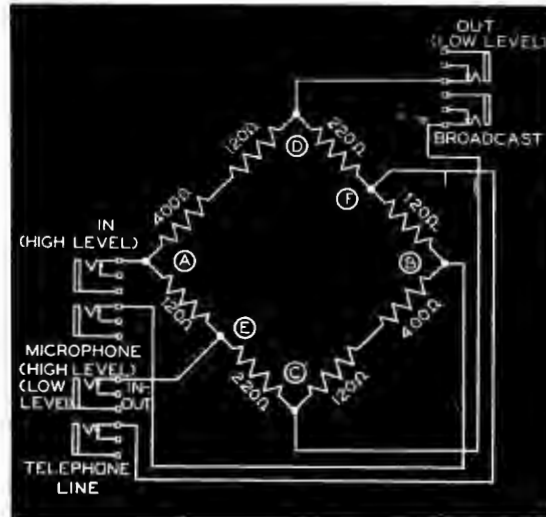 OUT
(LOW LEVEL)
BROADCAST
D
120Ω
220Ω
F
400Ω
120Ω
IN
(HIGH LEVEL)
A
B
120Ω
E
400Ω
MICROPHONE
C
(HIGH LEVEL)
(LOW IN-
LEVEL) OUT
220Ω
120Ω
TELEPHONE
LINE